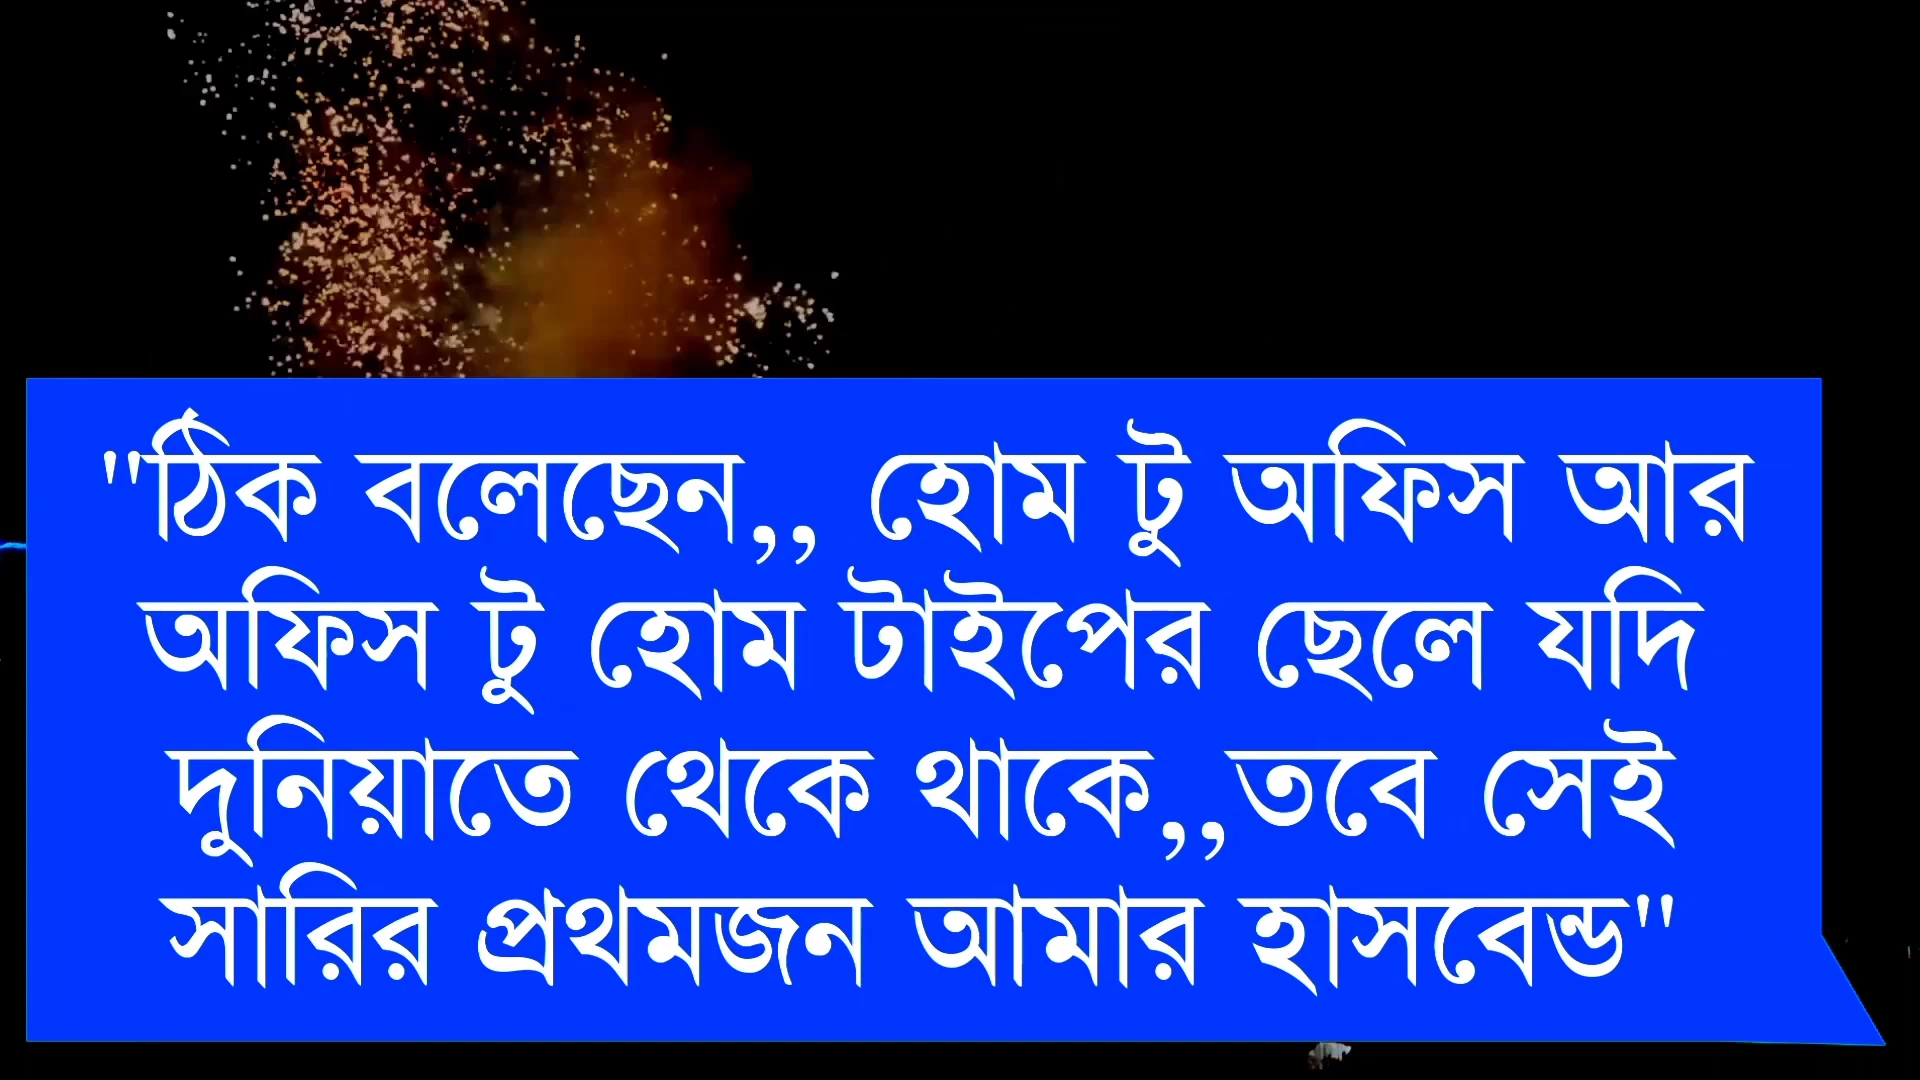 "ঠিক বলেছেন,, হোম টু অফিস আর
অফিস টু হোম টাইপের ছেলে যদি
দুনিয়াতে থেকে থাকে,,তবে সেই
সারির প্রথমজন আমার হাসবেন্ড"